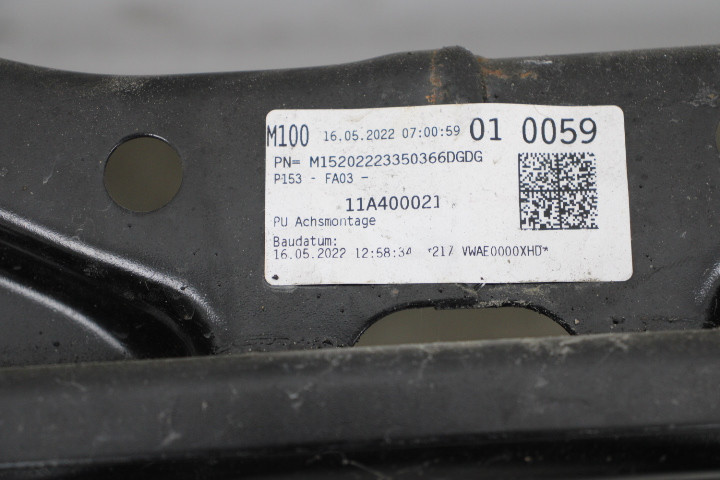 M100 16.05.2022 07:00:59 01 0059
PN= M15202223350366DGDG
P153 - FA03 -
11A400021
PU Achsmontage
Baudatum:
16.05.2022 12:58:34 *217 VWAE0000XHD*